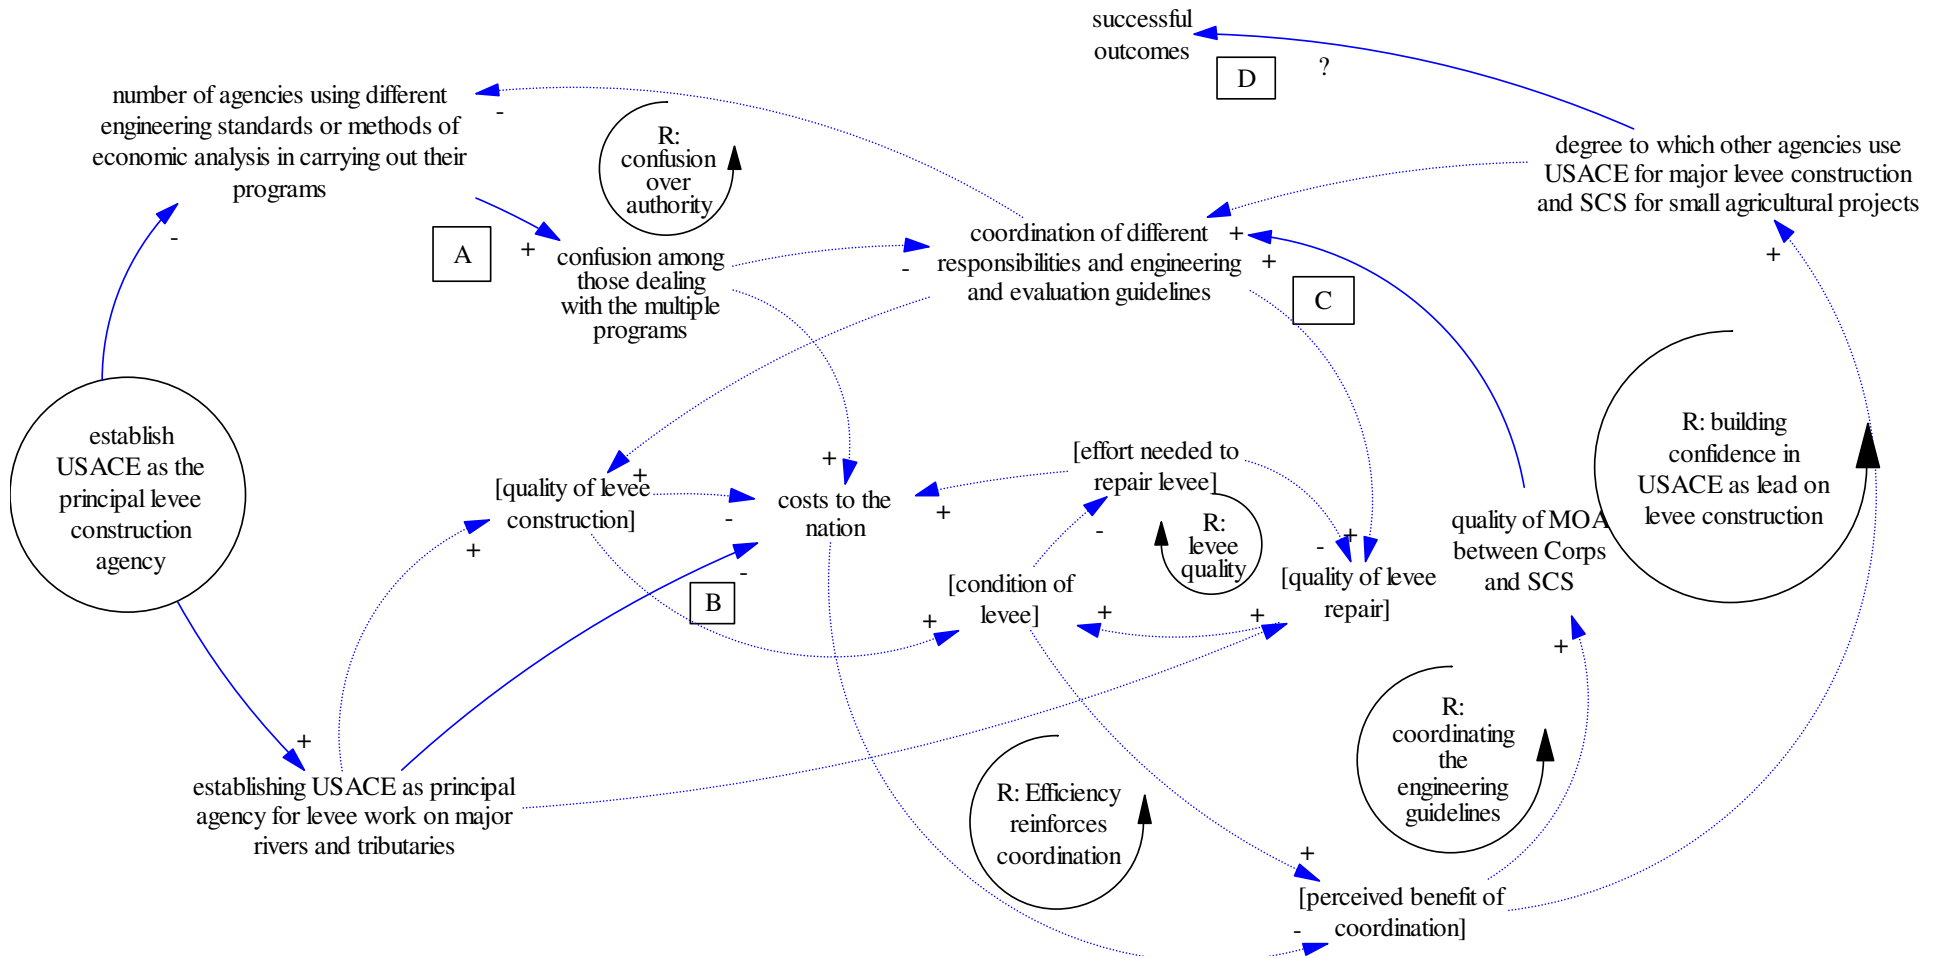 successful
outcomes
D
?
number of agencies using different
engineering standards or methods of
economic analysis in carrying out their
programs
-
-
R:
confusion
over
authority
degree to which other agencies use
USACE for major levee construction
and SCS for small agricultural projects
+
A
+
confusion among
those dealing
with the multiple
programs
-
coordination of different
responsibilities and engineering
and evaluation guidelines
+
+
C
establish
USACE as the
principal levee
construction
agency
[quality of levee
construction]
+
+
-
+
costs to the
nation
+
-
B
[effort needed to
repair levee]
-
R:
levee
quality
[condition of
levee]
+
+
+
-
+
[quality of levee
repair]
quality of MOA
between Corps
and SCS
+
R: building
confidence in
USACE as lead on
levee construction
+
establishing USACE as principal
agency for levee work on major
rivers and tributaries
R: Efficiency
reinforces
coordination
R:
coordinating
the
engineering
guidelines
+
[perceived benefit of
coordination]
-